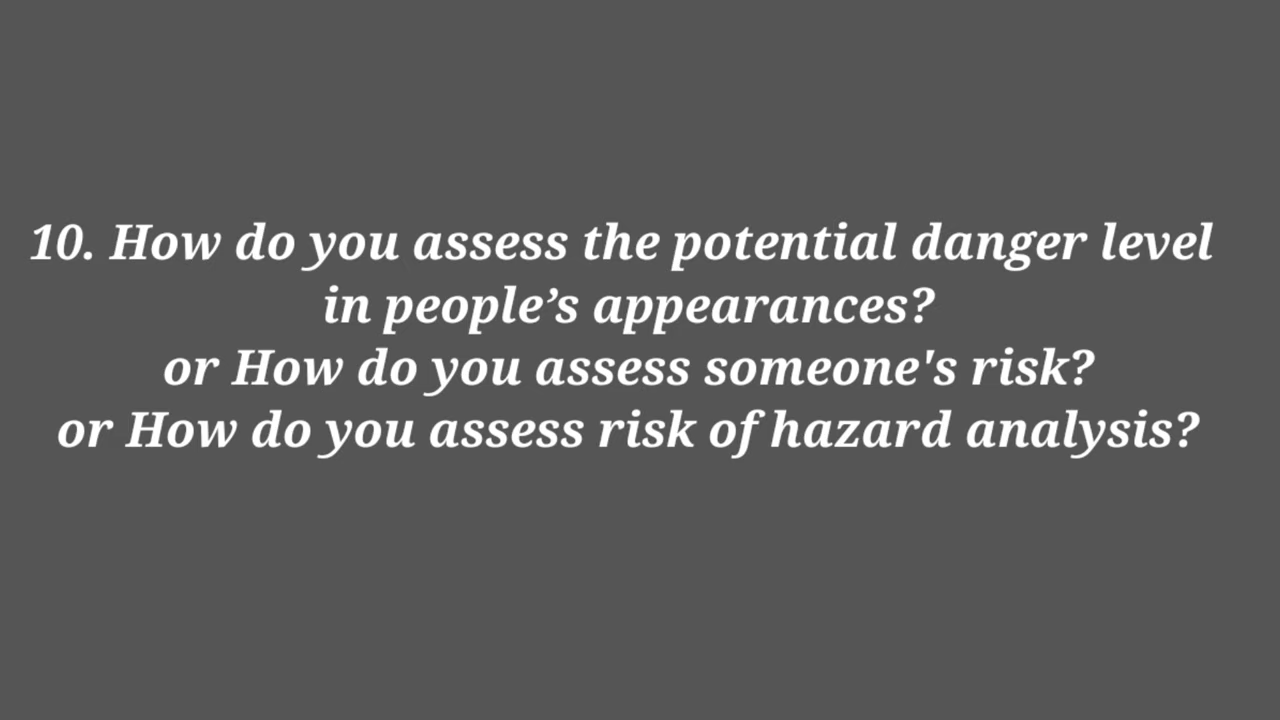 10. How do you assess the potential danger level
in people’s appearances?
or How do you assess someone's risk?
or How do you assess risk of hazard analysis?